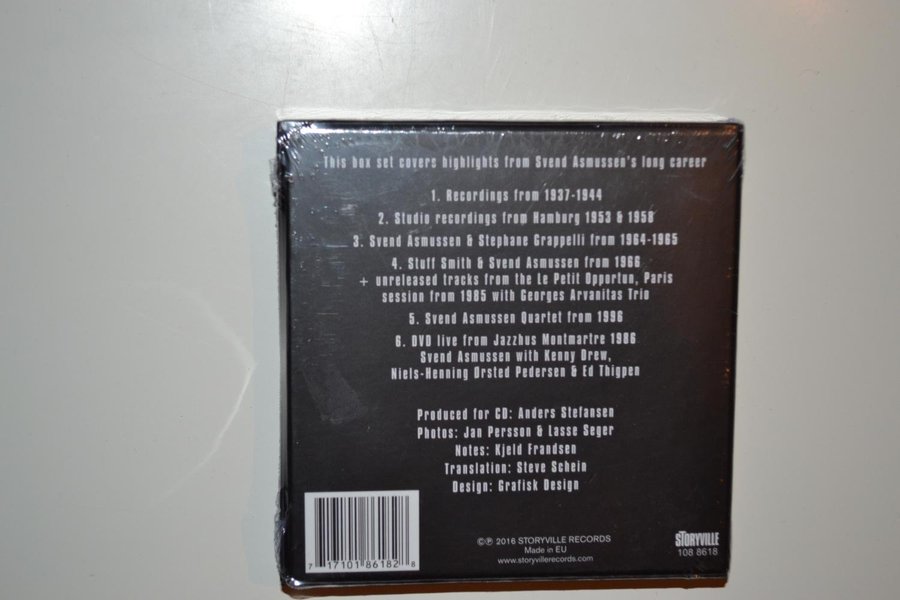 This box set covers highlights from Svend Asmussen's long career
1. Recordings from 1937-1944
2. Studio recordings from Hamburg 1953 & 1958
3. Svend Asmussen & Stephane Grappelli from 1964-1965
4. Stuff Smith & Svend Asmussen from 1966
+ unreleased tracks from the Le Petit Opportun, Paris
session from 1985 with Georges Arvanitas Trio
5. Svend Asmussen Quartet from 1996
6. DVD live from Jazzhus Montmartre 1986
Svend Asmussen with Kenny Drew,
Niels-Henning Ørsted Pedersen & Ed Thigpen
Produced for CD: Anders Stefansen
Photos: Jan Persson & Lasse Seger
Notes: Kjeld Frandsen
Translation: Steve Schein
Design: Grafisk Design
7 17101 86182 8
©℗ 2016 STORYVILLE RECORDS
Made in EU
www.storyvillerecords.com
STORYVILLE
108 8618